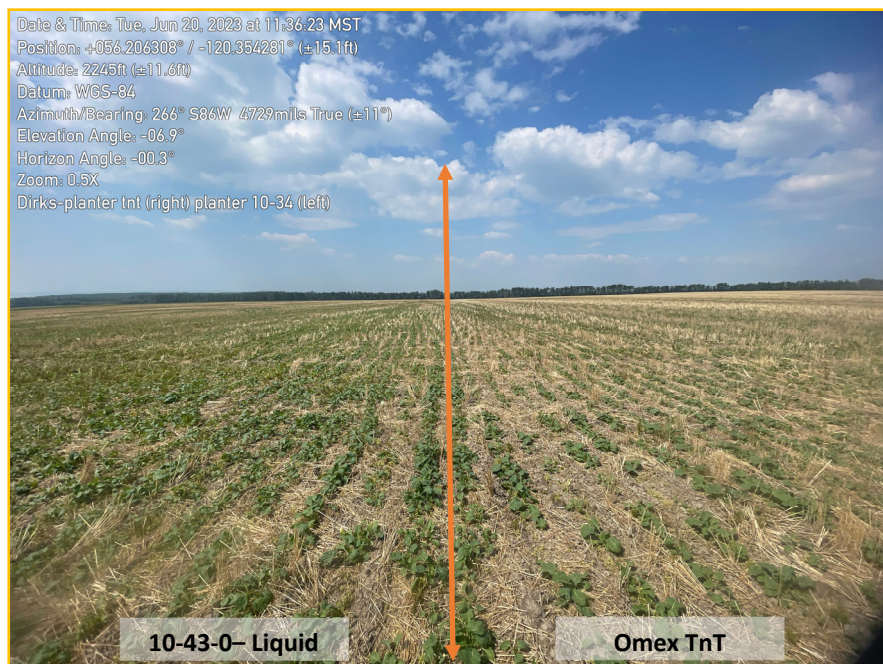 Date & Time: Tue, Jun 20, 2023 at 11:36:23 MST
Position: +056.206308° / -120.354281° (±15.1ft)
Altitude: 2245ft (±11.6ft)
Datum: WGS-84
Azimuth/Bearing: 266° S86W 4729mils True (±11°)
Elevation Angle: -06.9°
Horizon Angle: -00.3°
Zoom: 0.5X
Dirks-planter tnt (right) planter 10-34 (left)
10-43-0– Liquid
Omex TnT